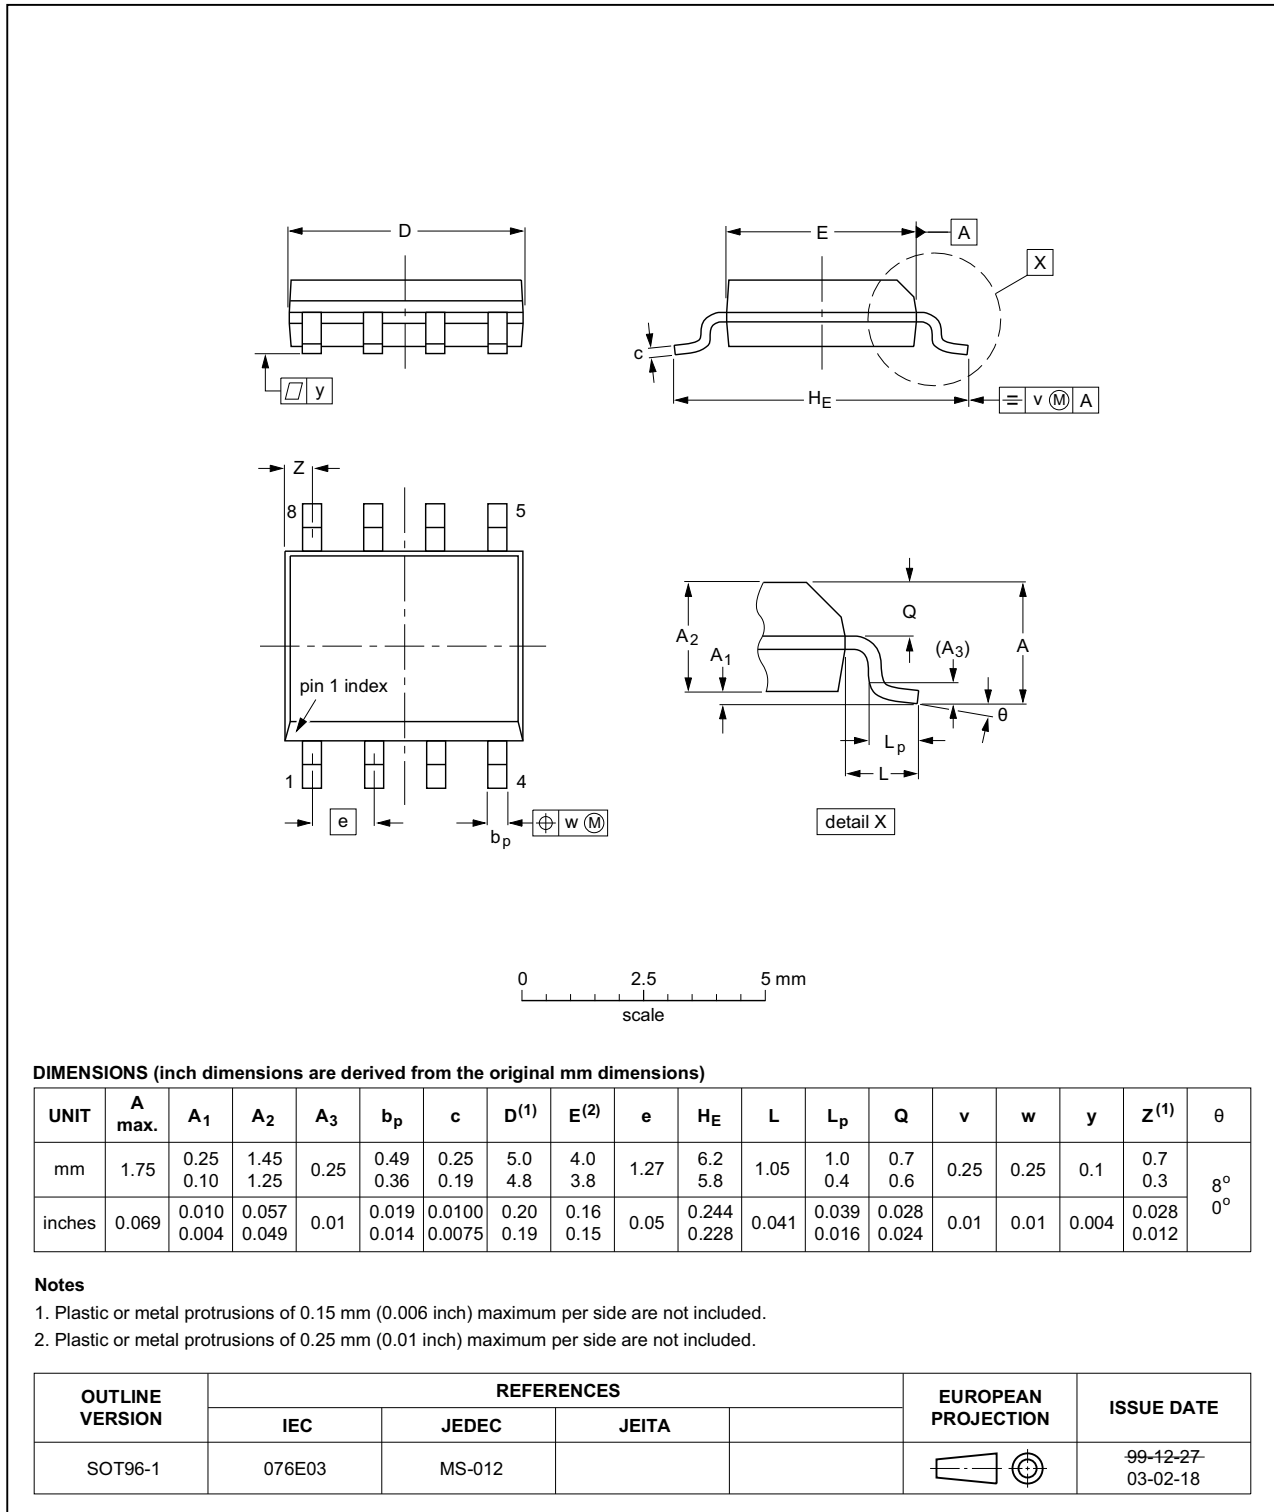 D
E
A
X
c
y
HE
v M A
Z
8
5
pin 1 index
1
4
e
bp
w M
A2
A1
Q
(A3)
A
θ
Lp
L
detail X
0 2.5 5 mm
scale
DIMENSIONS (inch dimensions are derived from the original mm dimensions)
UNIT A max. A1 A2 A3 bp c D(1) E(2) e HE L Lp Q v w y Z(1) θ
mm 1.75 0.25 0.10 1.45 1.25 0.25 0.49 0.36 0.25 0.19 5.0 4.8 4.0 3.8 1.27 6.2 5.8 1.05 1.0 0.4 0.7 0.6 0.25 0.25 0.1 0.7 0.3 8° 0°
inches 0.069 0.010 0.004 0.057 0.049 0.01 0.019 0.014 0.0100 0.0075 0.20 0.19 0.16 0.15 0.05 0.244 0.228 0.041 0.039 0.016 0.028 0.024 0.01 0.01 0.004 0.028 0.012
Notes
1. Plastic or metal protrusions of 0.15 mm (0.006 inch) maximum per side are not included.
2. Plastic or metal protrusions of 0.25 mm (0.01 inch) maximum per side are not included.
OUTLINE VERSION REFERENCES EUROPEAN PROJECTION ISSUE DATE
IEC JEDEC JEITA
SOT96-1 076E03 MS-012 99-12-27
03-02-18